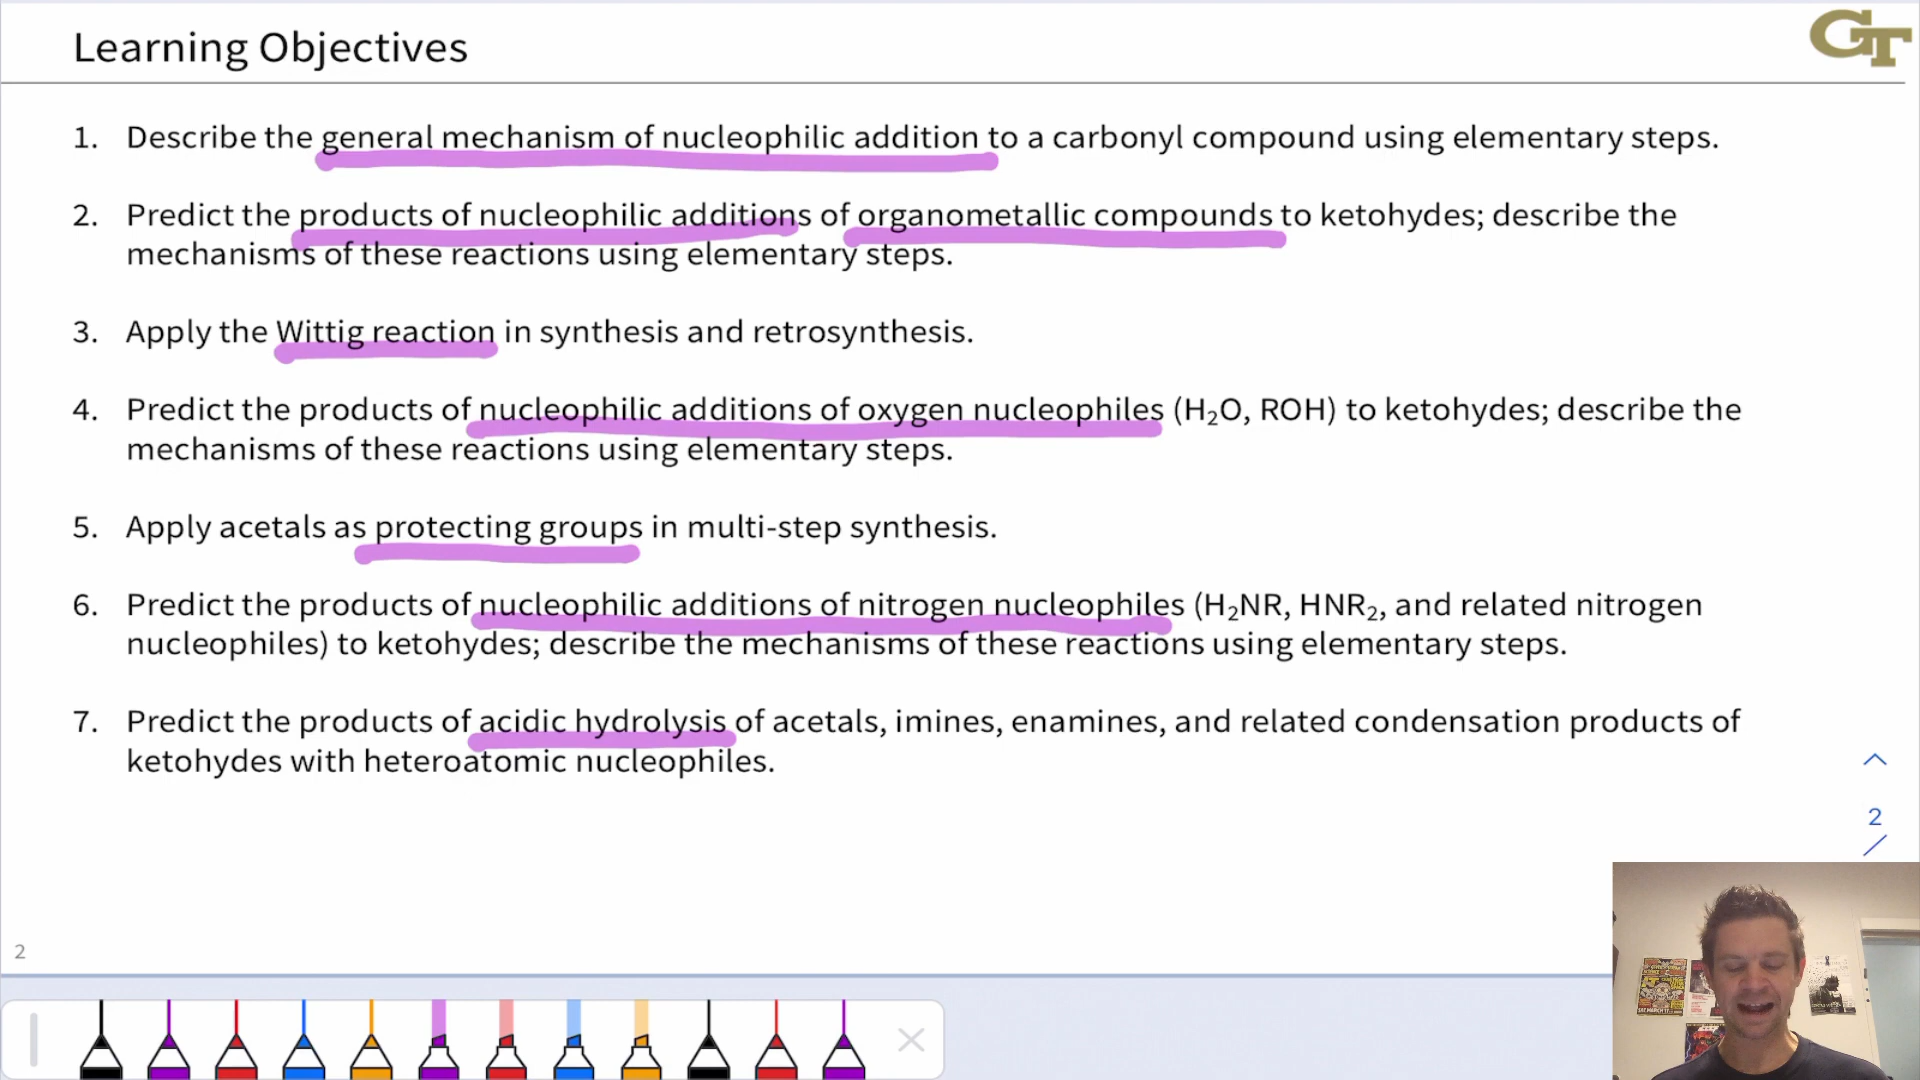 Learning Objectives
GT
1. Describe the general mechanism of nucleophilic addition to a carbonyl compound using elementary steps.
2. Predict the products of nucleophilic additions of organometallic compounds to ketohydes; describe the
mechanisms of these reactions using elementary steps.
3. Apply the Wittig reaction in synthesis and retrosynthesis.
4. Predict the products of nucleophilic additions of oxygen nucleophiles (H₂O, ROH) to ketohydes; describe the
mechanisms of these reactions using elementary steps.
5. Apply acetals as protecting groups in multi-step synthesis.
6. Predict the products of nucleophilic additions of nitrogen nucleophiles (H₂NR, HNR₂, and related nitrogen
nucleophiles) to ketohydes; describe the mechanisms of these reactions using elementary steps.
7. Predict the products of acidic hydrolysis of acetals, imines, enamines, and related condensation products of
ketohydes with heteroatomic nucleophiles.
2
/
2